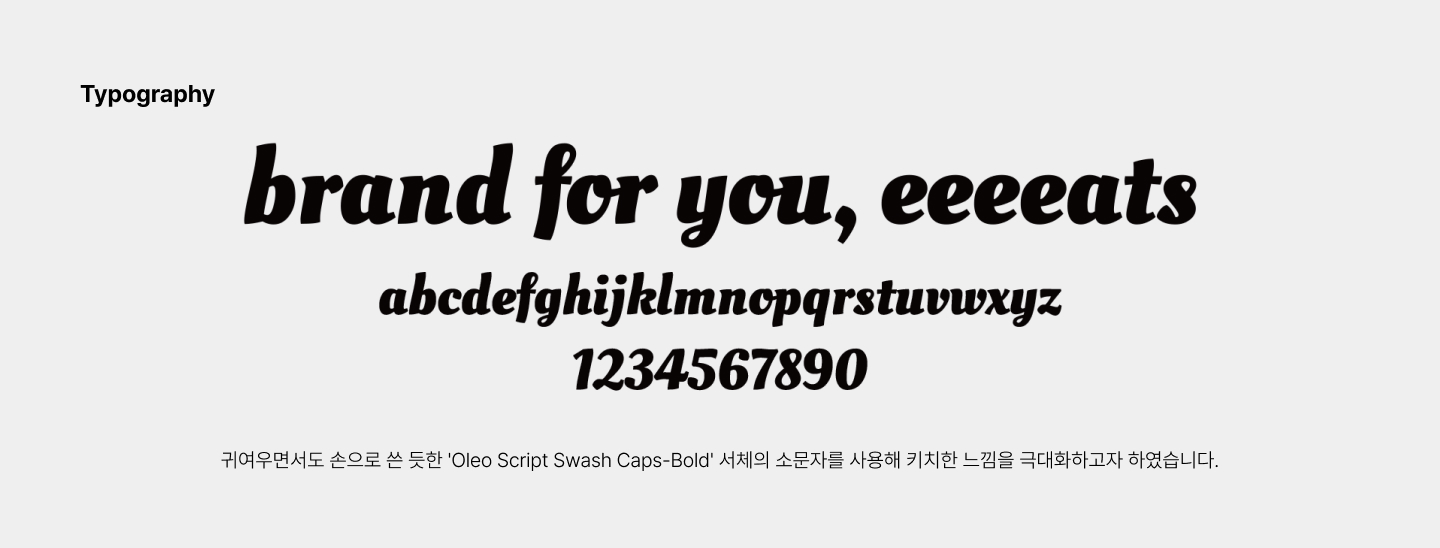 Typography
brand for you, eeeeats
abcdefghijklmnopqrstuvwxyz
1234567890
귀여우면서도 손으로 쓴 듯한 'Oleo Script Swash Caps-Bold' 서체의 소문자를 사용해 키치한 느낌을 극대화하고자 하였습니다.